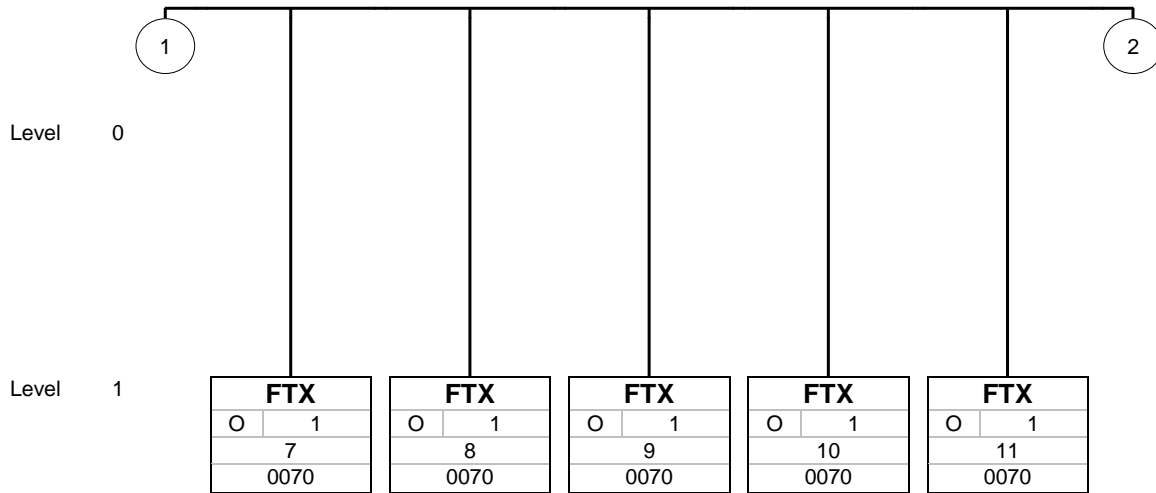 1 2
Level 0
Level 1
FTX FTX FTX FTX FTX
O 1 O 1 O 1 O 1 O 1
7 8 9 10 11
0070 0070 0070 0070 0070